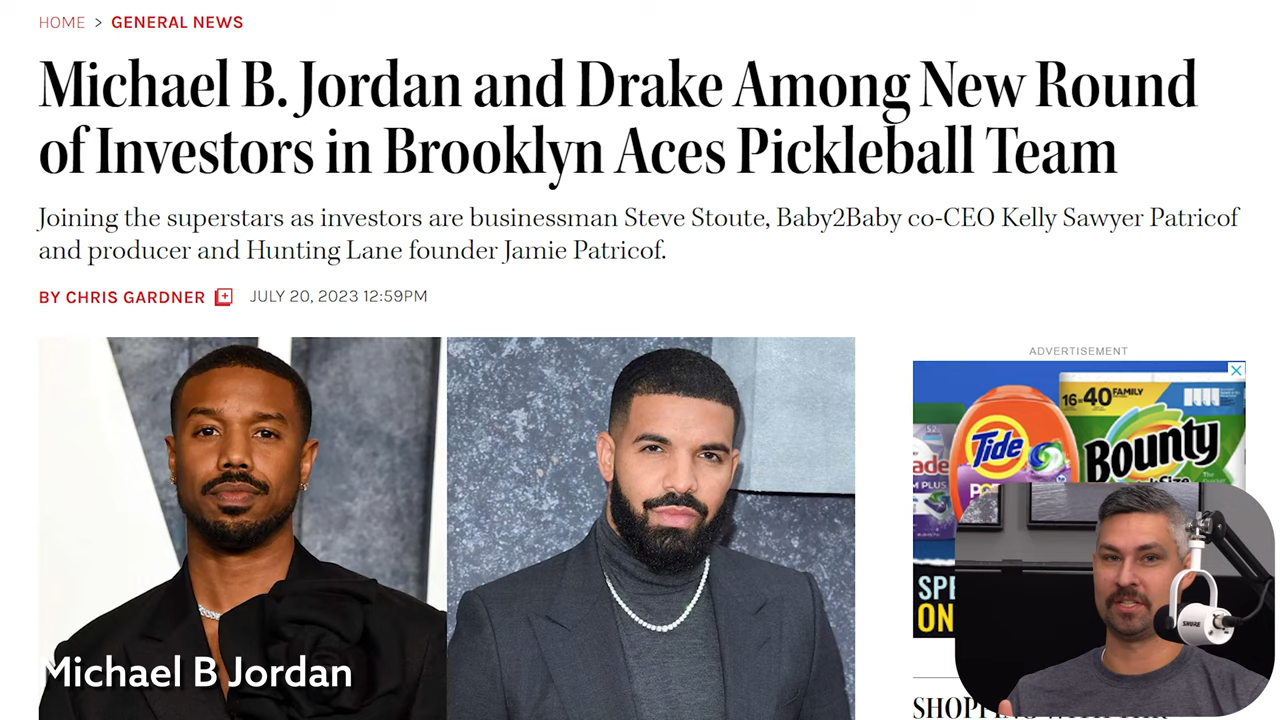 HOME > GENERAL NEWS
Michael B. Jordan and Drake Among New Round
of Investors in Brooklyn Aces Pickleball Team
Joining the superstars as investors are businessman Steve Stoute, Baby2Baby co-CEO Kelly Sawyer Patricof
and producer and Hunting Lane founder Jamie Patricof.
BY CHRIS GARDNER JULY 20, 2023 12:59PM
ADVERTISEMENT
16=40 FAMILY
Tide
Bounty
SHURE
Michael B Jordan